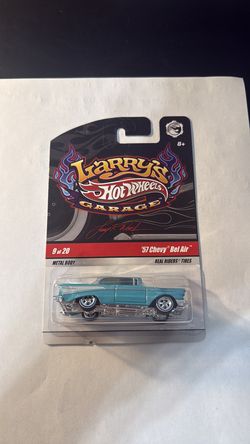 8+
Larry's
Hot Wheels
GARAGE
9 OF 20
'57 Chevy Bel Air
METAL BODY
REAL RIDERS TIRES